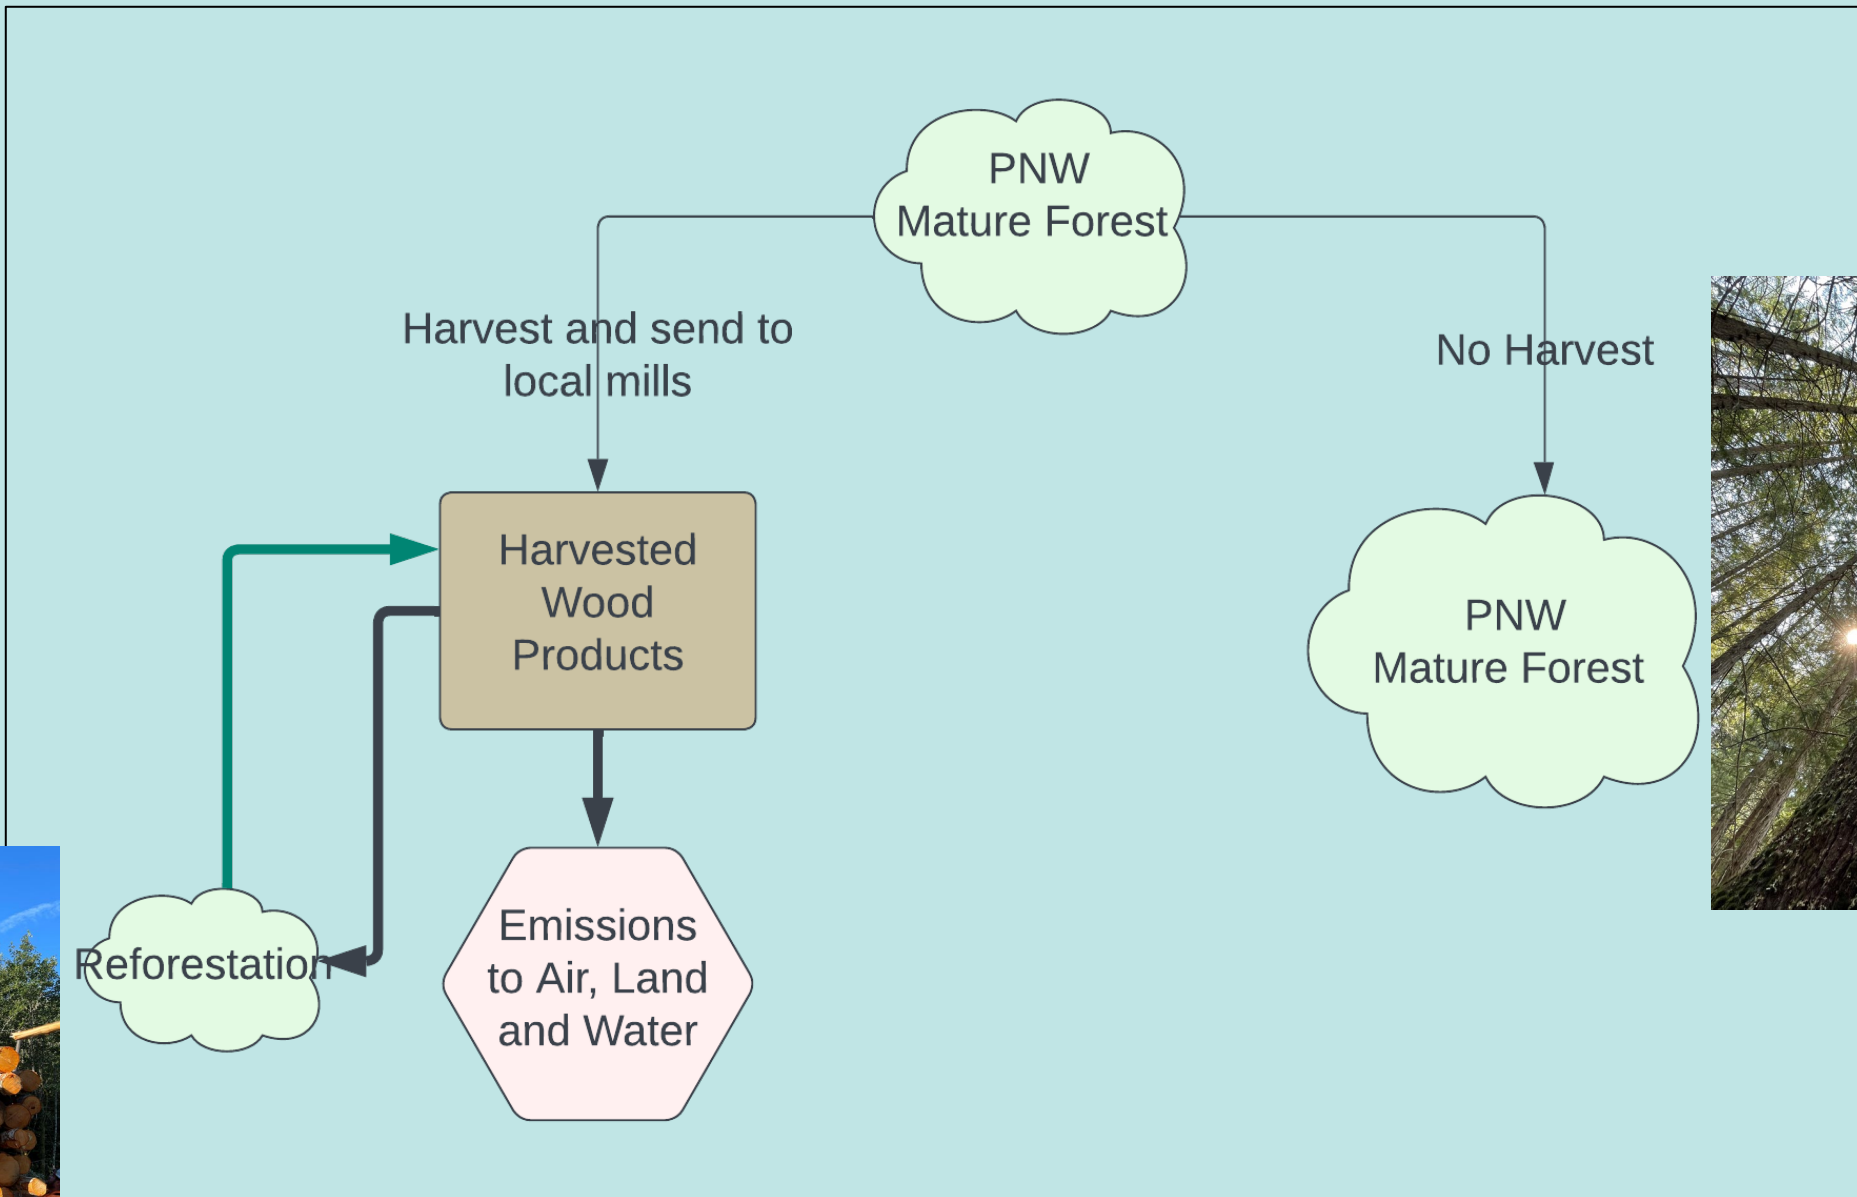 PNW
Mature Forest
Harvest and send to
local mills
No Harvest
Harvested
Wood
Products
PNW
Mature Forest
Reforestation
Emissions
to Air, Land
and Water